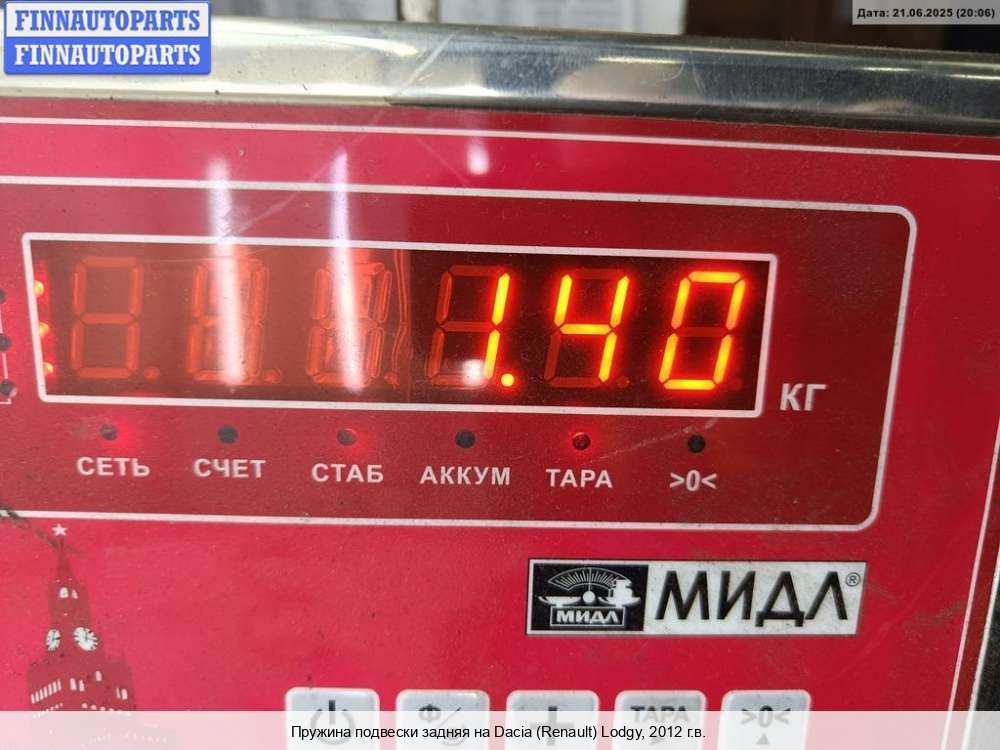 FINNAUTOPARTS
FINNAUTOPARTS
Дата: 21.06.2025 (20:06)
1.40
КГ
СЕТЬ СЧЕТ СТАБ АККУМ ТАРА >0<
МИДЛ МИДЛ®
ТАРА >0<
Пружина подвески задняя на Dacia (Renault) Lodgy, 2012 г.в.